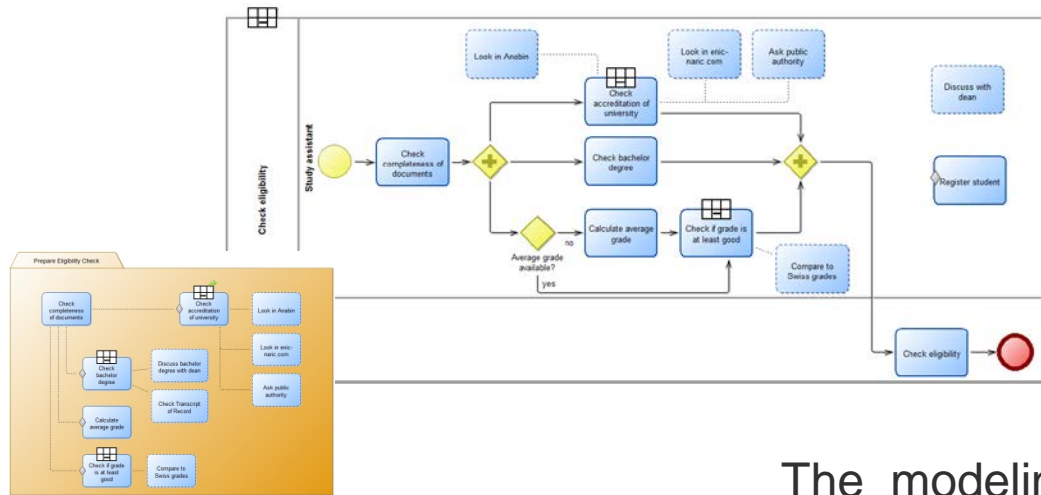 Check eligibility
Study assistant
Look in Anabin
Look in enic-
naric.com
Ask public
authority
Discuss with
dean
Check
accreditation of
university
Check
completeness of
documents
Check bachelor
degree
Register student
Calculate average
grade
Check if grade is
at least good
no
Average grade
available?
yes
Compare to
Swiss grades
Check eligibility
Prepare Eligibility Check
Check
completeness
of documents
Check
accreditation
of university
Look in Anabin
Look in enic-
naric.com
Check
bachelor
degree
Discuss bachelor
degree with dean
Ask public
authority
Check Transcript
of Record
Calculate
average grade
Check if grade
is at least
good
Compare to
Swiss grades
The modelin